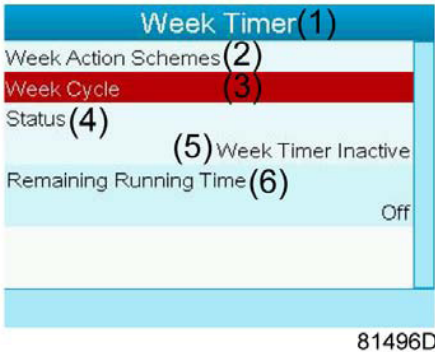 Week Timer(1)
Week Action Schemes(2)
Week Cycle (3)
Status(4)
(5)Week Timer Inactive
Remaining Running Time(6)
Off
81496D